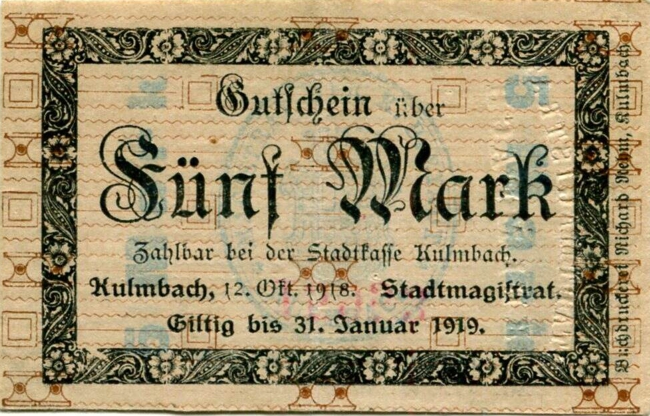 Gutschein über
Fünf Mark
Zahlbar bei der Stadtkasse Kulmbach.
Kulmbach, 12. Okt. 1918. Stadtmagistrat.
Giltig bis 31. Januar 1919.
Buchdruckerei Richard Rehm, Kulmbach